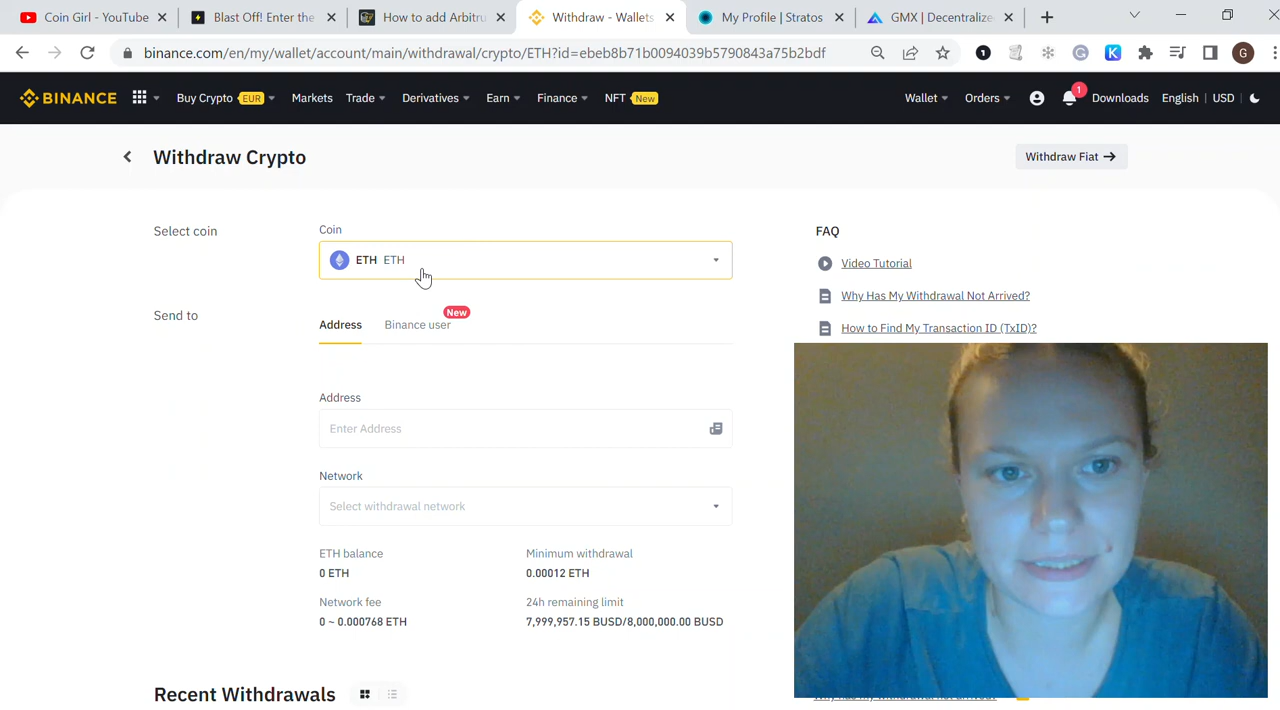 Coin Girl - YouTube
Blast Off! Enter the
How to add Arbitru
Withdraw - Wallets
My Profile | Stratos
GMX | Decentralize
binance.com/en/my/wallet/account/main/withdrawal/crypto/ETH?id=ebeb8b71b0094039b5790843a75b2bdf
G
BINANCE
Buy Crypto EUR
Markets
Trade
Derivatives
Earn
Finance
NFT New
Wallet
Orders
1
Downloads
English
USD
Withdraw Crypto
Withdraw Fiat
Select coin
Coin
ETH ETH
FAQ
Video Tutorial
Why Has My Withdrawal Not Arrived?
How to Find My Transaction ID (TxID)?
Send to
New
Address
Binance user
Address
Enter Address
Network
Select withdrawal network
ETH balance
0 ETH
Minimum withdrawal
0.00012 ETH
Network fee
0 ~ 0.000768 ETH
24h remaining limit
7,999,957.15 BUSD/8,000,000.00 BUSD
Recent Withdrawals